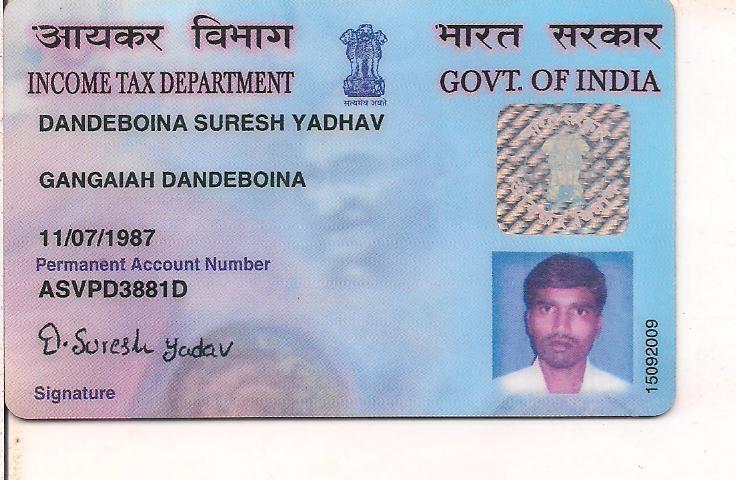 आयकर विभाग भारत सरकार
INCOME TAX DEPARTMENT GOVT. OF INDIA
सत्यमेव जयते
DANDEBOINA SURESH YADHAV
GANGAIAH DANDEBOINA
11/07/1987
Permanent Account Number
ASVPD3881D
D. Suresh yadav
Signature
15092009